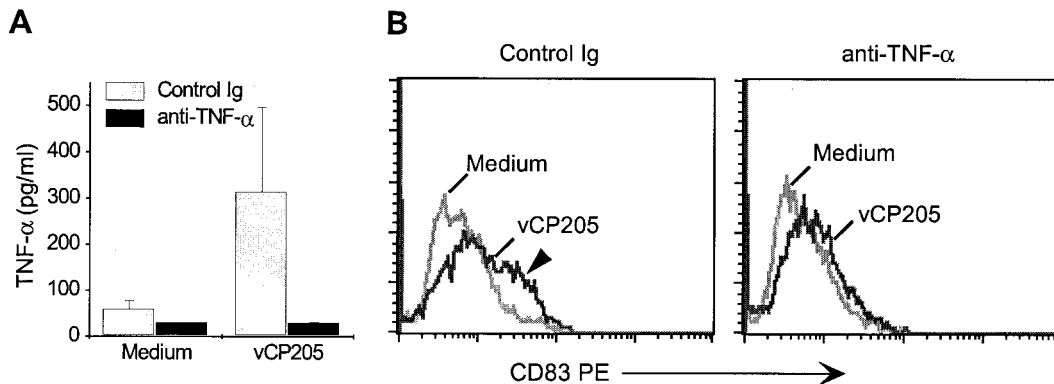 A
Control Ig
anti-TNF-α
500
400
300
200
100
0
TNF-α (pg/ml)
Medium
vCP205
B
Control Ig
anti-TNF-α
Medium
vCP205
Medium
vCP205
CD83 PE